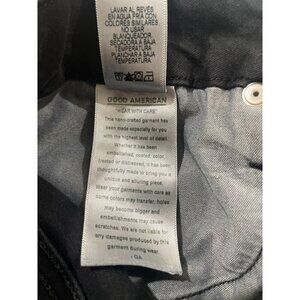 LAVAR AL REVÉS
EN AGUA FRÍA CON
COLORES SIMILARES
NO USAR
BLANQUEADOR
SECADORA A BAJA
TEMPERATURA
PLANCHAR A BAJA
TEMPERATURA
GOOD AMERICAN
"WEAR WITH CARE"
This hand-crafted garment has
been made especially for you
with the highest level of detail.
Whether it has been
embellished, coated, color
treated or distressed, it has been
thoughtfully made to bring you a
unique and alluring piece.
Wear your garments with care as
some colors may transfer, holes
may become bigger and
embellishments may cause
snags. We are not liable for
any damages produced by this
garment during wear.
- GA